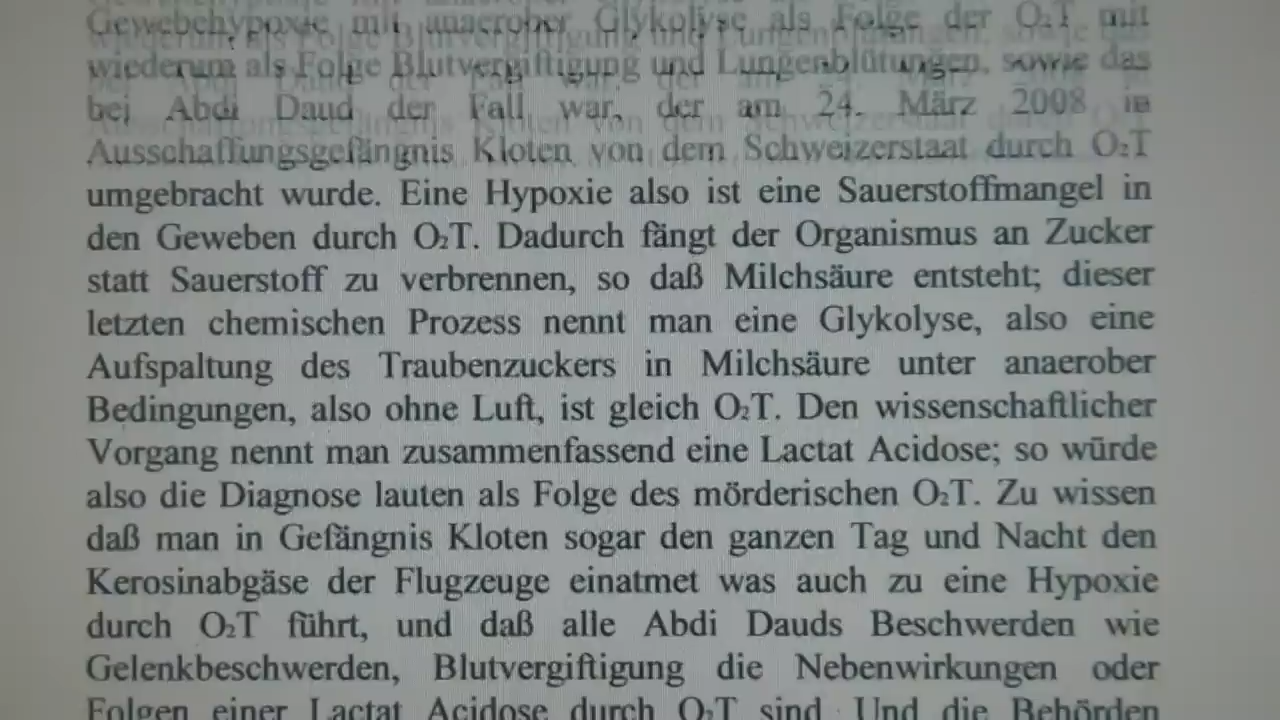 Gewebehypoxie mit anaerober Glykolyse als Folge der O₂T mit
wiederum als Folge Blutvergiftigung und Lungenblütungen, sowie das
bei Abdi Daud der Fall war, der am 24. März 2008 in
Ausschaffungsgefängnis Kloten von dem Schweizerstaat durch O₂T
umgebracht wurde. Eine Hypoxie also ist eine Sauerstoffmangel in
den Geweben durch O₂T. Dadurch fängt der Organismus an Zucker
statt Sauerstoff zu verbrennen, so daß Milchsäure entsteht; dieser
letzten chemischen Prozess nennt man eine Glykolyse, also eine
Aufspaltung des Traubenzuckers in Milchsäure unter anaerober
Bedingungen, also ohne Luft, ist gleich O₂T. Den wissenschaftlicher
Vorgang nennt man zusammenfassend eine Lactat Acidose; so würde
also die Diagnose lauten als Folge des mörderischen O₂T. Zu wissen
daß man in Gefängnis Kloten sogar den ganzen Tag und Nacht den
Kerosinabgäse der Flugzeuge einatmet was auch zu eine Hypoxie
durch O₂T führt, und daß alle Abdi Dauds Beschwerden wie
Gelenkbeschwerden, Blutvergiftigung die Nebenwirkungen oder
Folgen einer Lactat Acidose durch O₂T sind. Und die Behörden